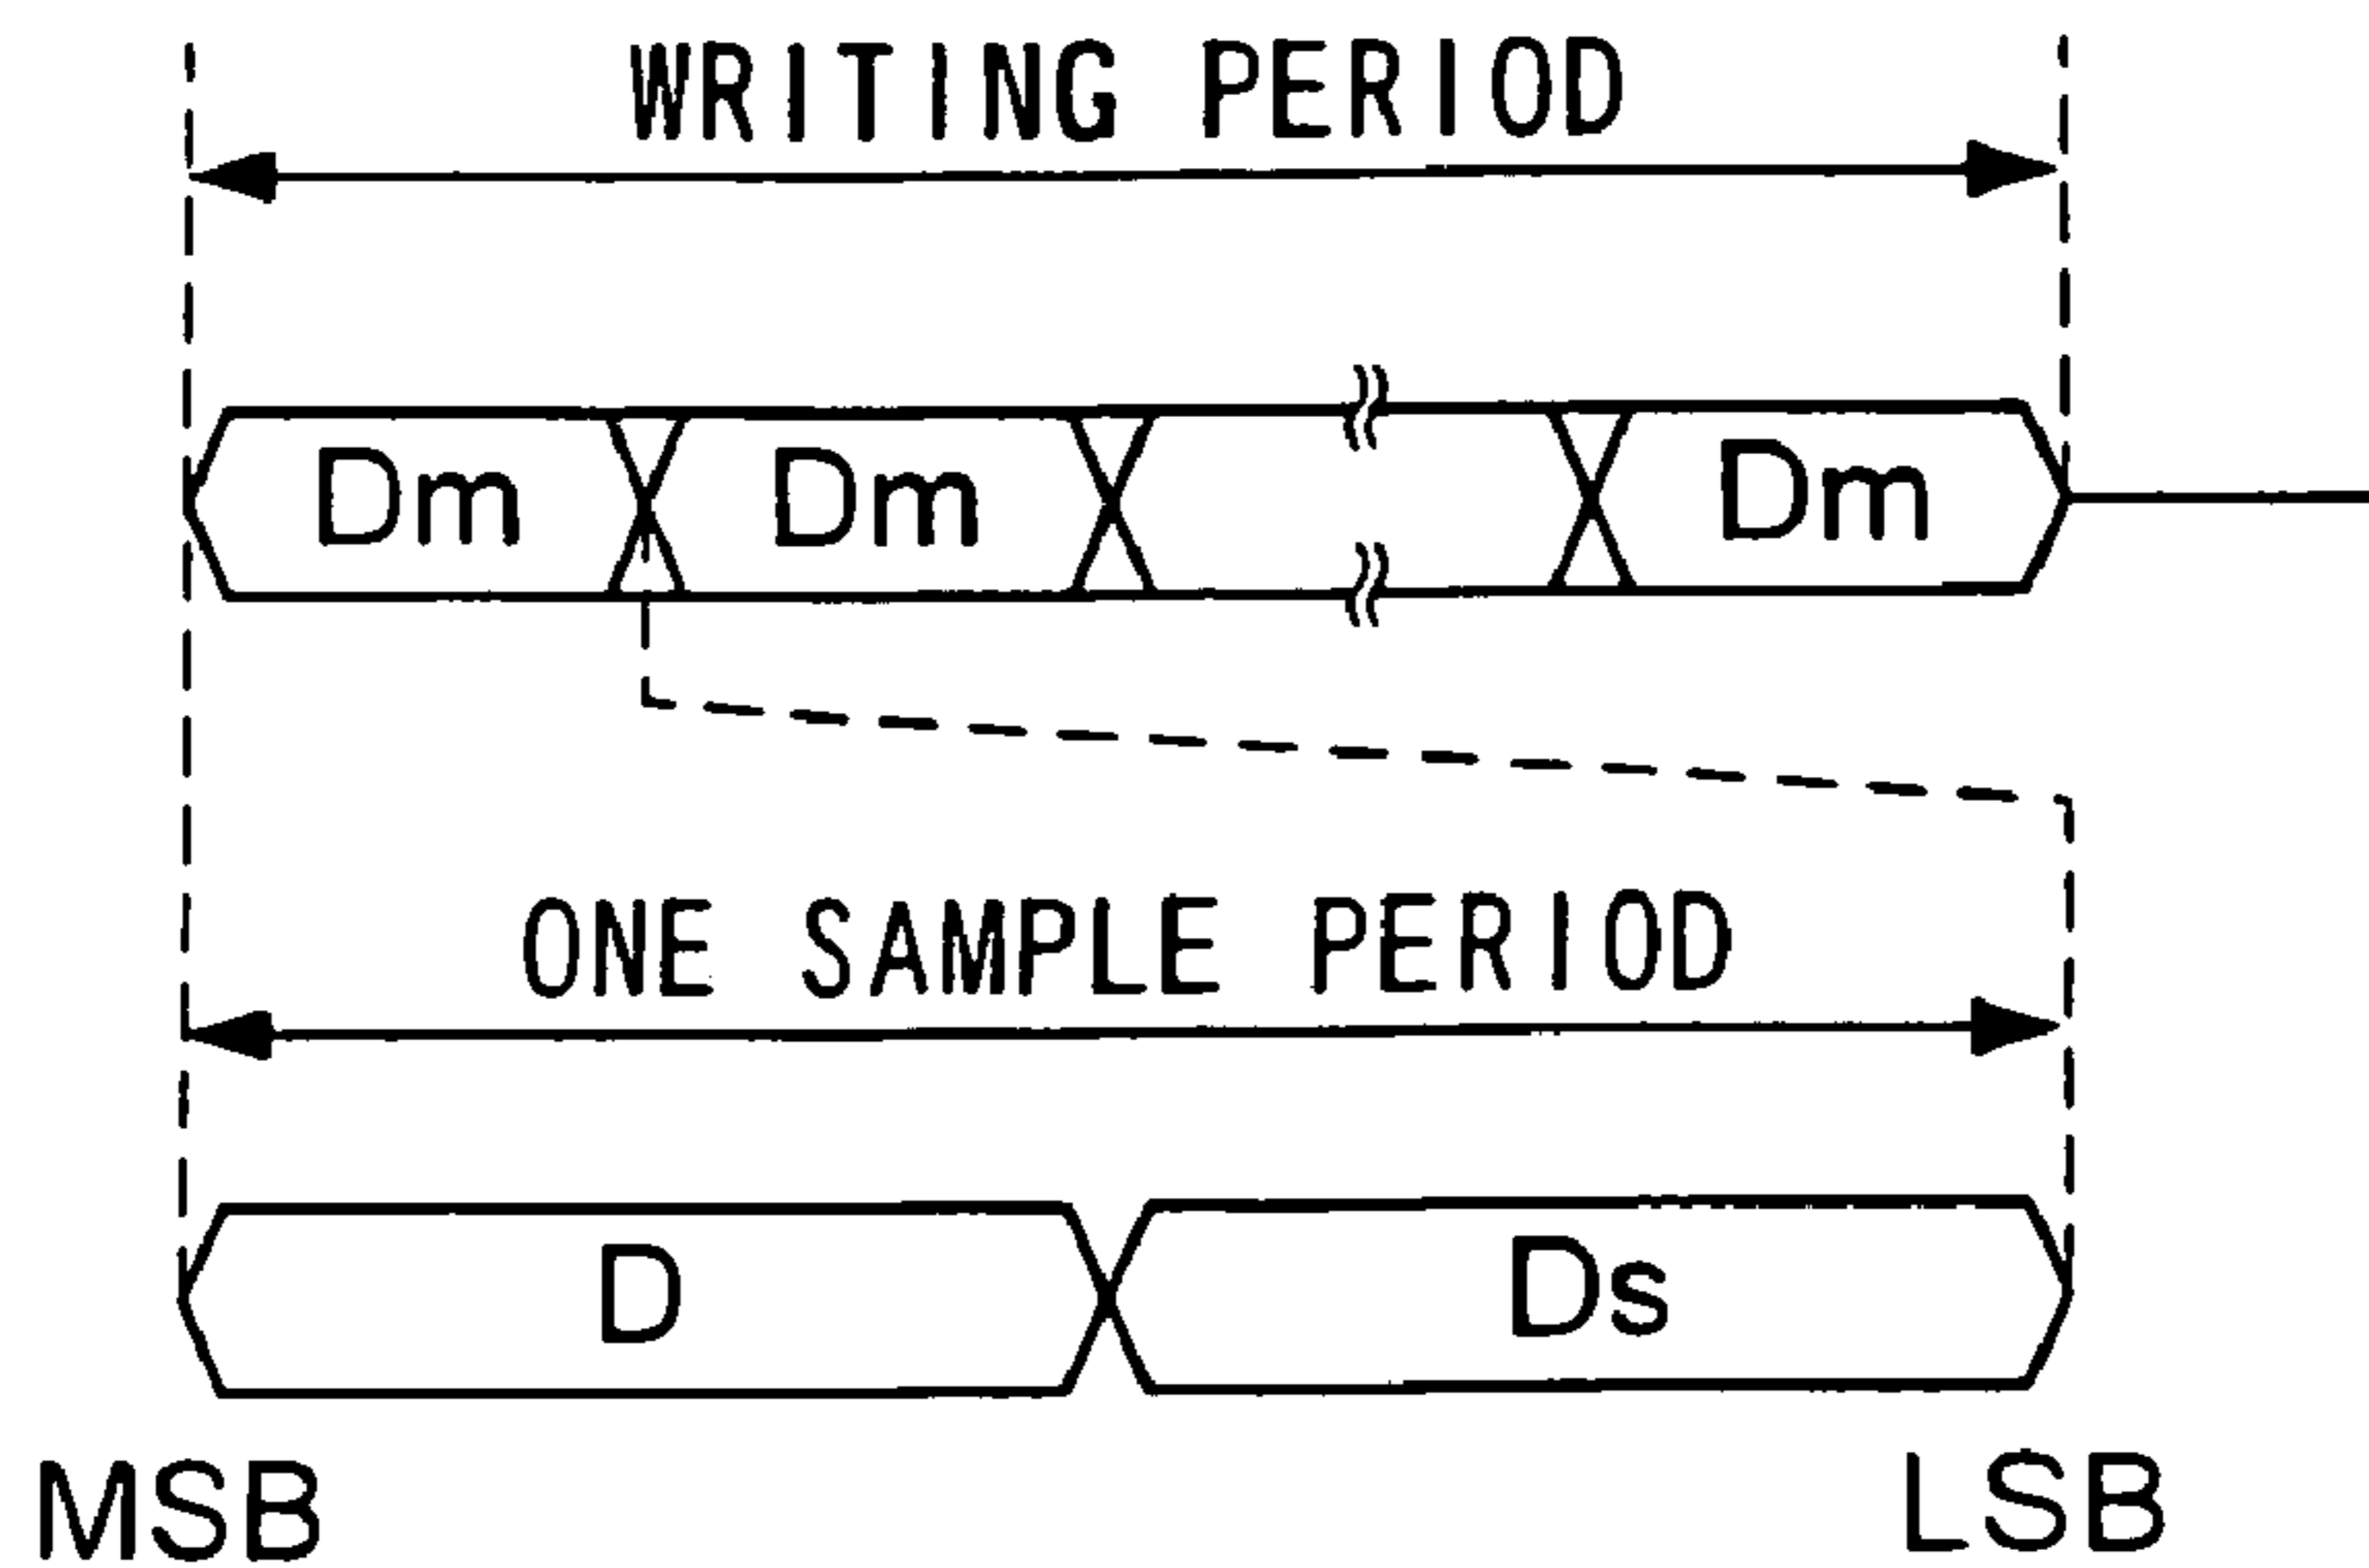 WRITING PERIOD
Dm Dm Dm
ONE SAMPLE PERIOD
D Ds
MSB LSB